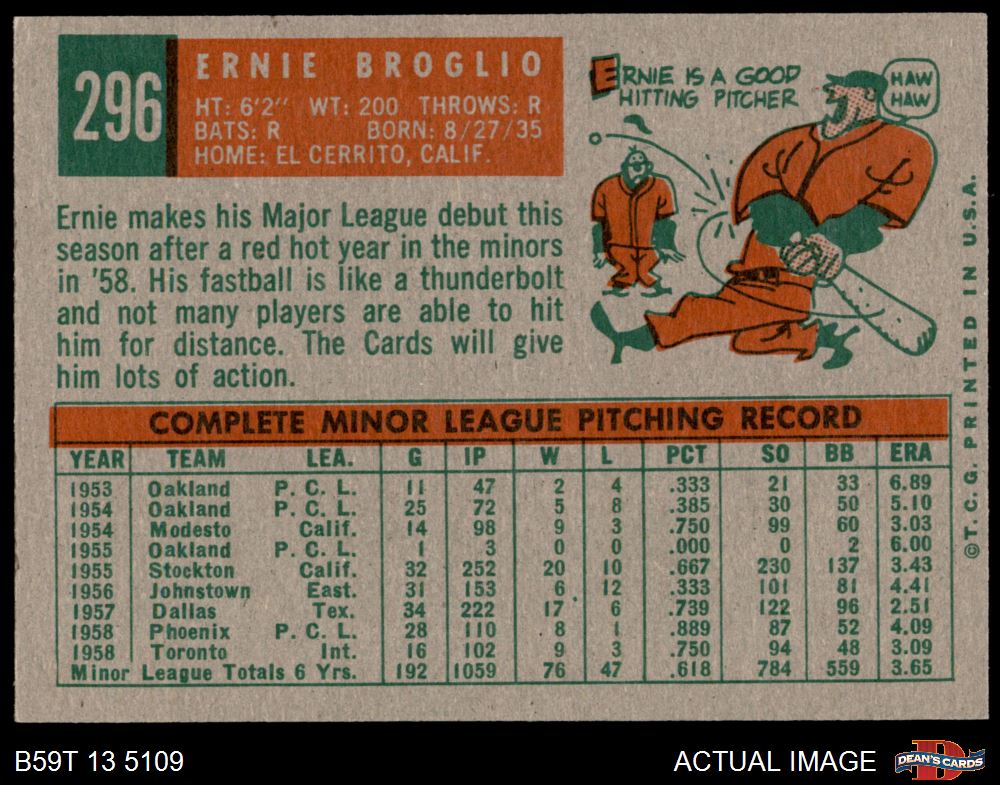 296
ERNIE BROGLIO
HT: 6'2" WT: 200 THROWS: R
BATS: R BORN: 8/27/35
HOME: EL CERRITO, CALIF.
ERNIE IS A GOOD
HITTING PITCHER
HAW
HAW
Ernie makes his Major League debut this
season after a red hot year in the minors
in '58. His fastball is like a thunderbolt
and not many players are able to hit
him for distance. The Cards will give
him lots of action.
COMPLETE MINOR LEAGUE PITCHING RECORD
YEAR TEAM LEA. G IP W L PCT SO BB ERA
1953 Oakland P. C. L. 11 47 2 4 .333 21 33 6.89
1954 Oakland P. C. L. 25 72 5 8 .385 30 50 5.10
1954 Modesto Calif. 14 98 9 3 .750 99 60 3.03
1955 Oakland P. C. L. 1 3 0 0 .000 0 2 6.00
1955 Stockton Calif. 32 252 20 10 .667 230 137 3.43
1956 Johnstown East. 31 153 6 12 .333 101 81 4.41
1957 Dallas Tex. 34 222 17 6 .739 122 96 2.51
1958 Phoenix P. C. L. 28 110 8 1 .889 87 52 4.09
1958 Toronto Int. 16 102 9 3 .750 94 48 3.09
Minor League Totals 6 Yrs. 192 1059 76 47 .618 784 559 3.65
©T. C. G. PRINTED IN U.S.A.
B59T 13 5109
ACTUAL IMAGE
D
DEAN'S CARDS